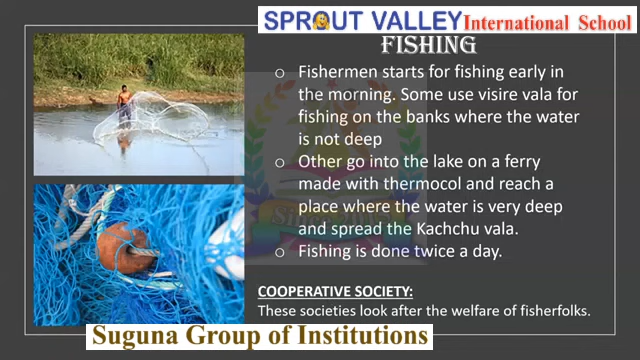 SPROUT VALLEY International School
FISHING
Fishermen starts for fishing early in
the morning. Some use visire vala for
fishing on the banks where the water
is not deep
Other go into the lake on a ferry
made with thermocol and reach a
place where the water is very deep
and spread the Kachchu vala.
Fishing is done twice a day.
COOPERATIVE SOCIETY:
These societies look after the welfare of fisherfolks.
Suguna Group of Institutions